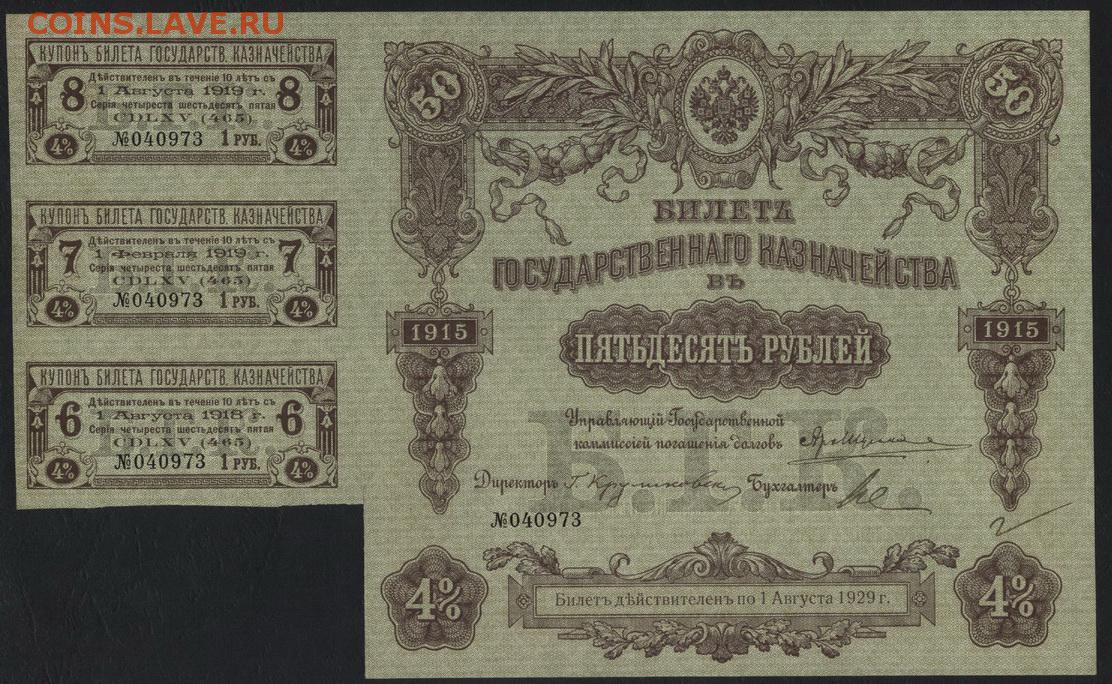 COINS.LAVE.RU
КУПОНЪ БИЛЕТА ГОСУДАРСТВ. КАЗНАЧЕЙСТВА
Дѣйствителенъ въ теченіе 10 лѣтъ съ
8 1 Августа 1919 г. 8
Серія четыреста шестьдесятъ пятая
CDLXV (465)
№040973 1 РУБ.
4% 4%
КУПОНЪ БИЛЕТА ГОСУДАРСТВ. КАЗНАЧЕЙСТВА
Дѣйствителенъ въ теченіе 10 лѣтъ съ
7 1 Февраля 1919 г. 7
Серія четыреста шестьдесятъ пятая
CDLXV (465)
№040973 1 РУБ.
4% 4%
КУПОНЪ БИЛЕТА ГОСУДАРСТВ. КАЗНАЧЕЙСТВА
Дѣйствителенъ въ теченіе 10 лѣтъ съ
6 1 Августа 1918 г. 6
Серія четыреста шестьдесятъ пятая
CDLXV (465)
№040973 1 РУБ.
4% 4%
50 50
БИЛЕТЪ
ГОСУДАРСТВЕННАГО КАЗНАЧЕЙСТВА
ВЪ
1915 1915
ПЯТЬДЕСЯТЪ РУБЛЕЙ
Управляющій Государственной
коммиссіей погашенія долговъ
Директоръ Бухгалтеръ
№040973
Б.Г.К.
4% 4%
Билетъ дѣйствителенъ по 1 Августа 1929 г.